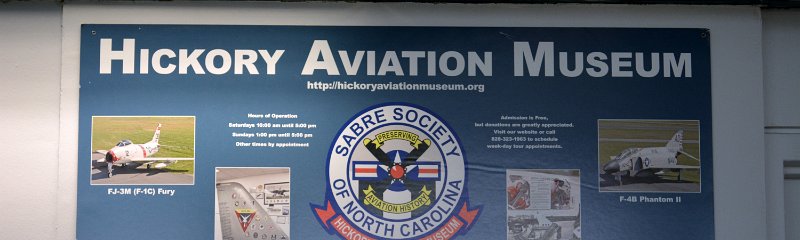 HICKORY AVIATION MUSEUM
http://hickoryaviationmuseum.org
Hours of Operation
Saturdays 10:00 am until 5:00 pm
Sundays 1:00 pm until 5:00 pm
Other times by appointment
FJ-3M (F-1C) Fury
SABRE SOCIETY
OF NORTH CAROLINA
PRESERVING
AVIATION HISTORY
HICKORY AVIATION MUSEUM
Admission is Free,
but donations are greatly appreciated.
Visit our website or call
828-323-1963 to schedule
week-day tour appointments.
F-4B Phantom II